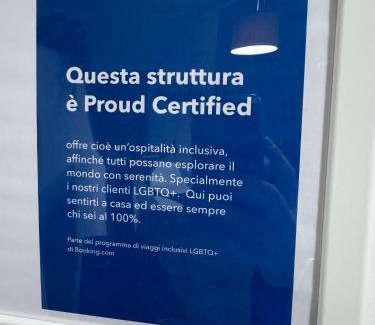 Questa struttura
è Proud Certified
offre cioè un'ospitalità inclusiva,
affinché tutti possano esplorare il
mondo con serenità. Specialmente
i nostri clienti LGBTQ+. Qui puoi
sentirti a casa ed essere sempre
chi sei al 100%.
Parte del programma di viaggi inclusivi LGBTQ+
di Booking.com